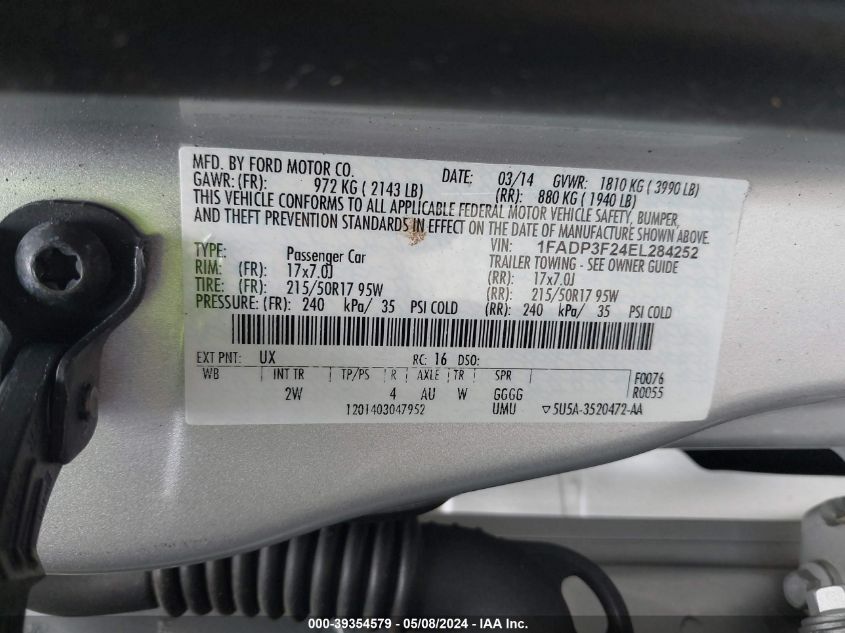 MFD. BY FORD MOTOR CO. DATE: 03/14 GVWR: 1810 KG ( 3990 LB)
GAWR: (FR): 972 KG ( 2143 LB) (RR): 880 KG ( 1940 LB)
THIS VEHICLE CONFORMS TO ALL APPLICABLE FEDERAL MOTOR VEHICLE SAFETY, BUMPER,
AND THEFT PREVENTION STANDARDS IN EFFECT ON THE DATE OF MANUFACTURE SHOWN ABOVE.
VIN: 1FADP3F24EL284252
TYPE: Passenger Car TRAILER TOWING - SEE OWNER GUIDE
RIM: (FR): 17x7.0J (RR): 17x7.0J
TIRE: (FR): 215/50R17 95W (RR): 215/50R17 95W
PRESSURE: (FR): 240 kPa/ 35 PSI COLD (RR): 240 kPa/ 35 PSI COLD
EXT PNT: UX RC: 16 DSO:
WB INT TR TP/PS R AXLE TR SPR F0076
2W 4 AU W GGGG R0055
1201403047952 UMU ▽5U5A-3520472-AA
000-39354579 - 05/08/2024 - IAA Inc.